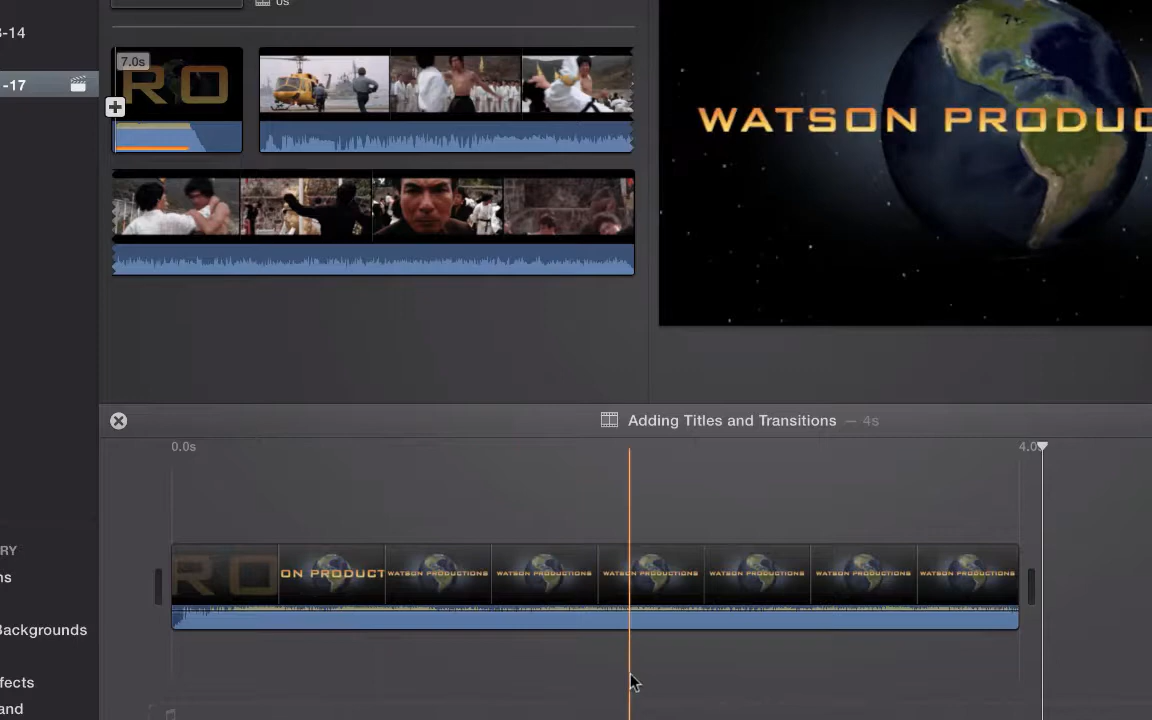 0s
-14
-17
7.0s
RO
WATSON PRODUC
Adding Titles and Transitions — 4s
0.0s
4.0s
RO
ON PRODUCT
WATSON PRODUCTIONS
WATSON PRODUCTIONS
WATSON PRODUCTIONS
WATSON PRODUCTIONS
WATSON PRODUCTIONS
WATSON PRODUCTIONS
RY
ns
Backgrounds
fects
and